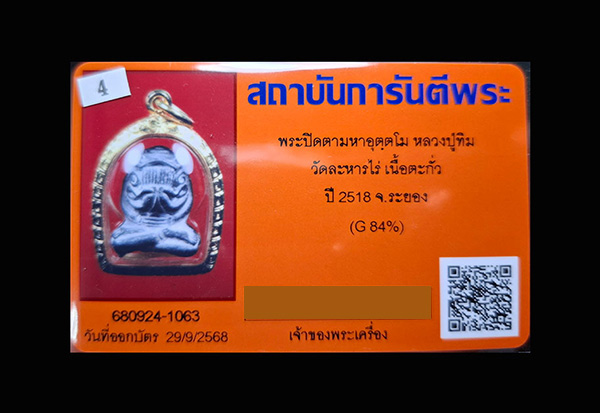 4
สถาบันการันตีพระ
พระปิดตามหาอุตฺตโม หลวงปู่ทิม
วัดละหารไร่ เนื้อตะกั่ว
ปี 2518 จ.ระยอง
(G 84%)
680924-1063
วันที่ออกบัตร 29/9/2568
เจ้าของพระเครื่อง